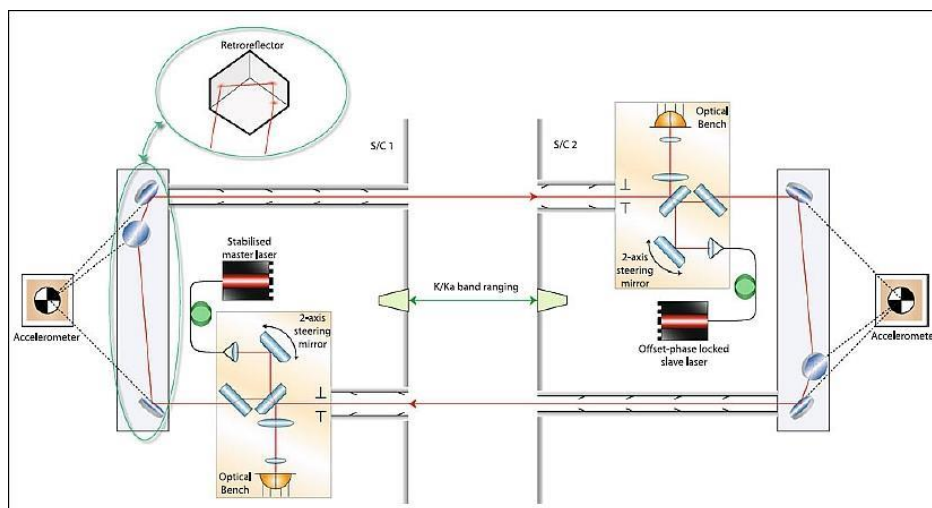 Retroreflector
S/C 1
S/C 2
Optical
Bench
Stabilised
master laser
2-axis
steering
mirror
K/Ka band ranging
2-axis
steering
mirror
Accelerometer
Offset-phase locked
slave laser
Acceleromete
Optical
Bench